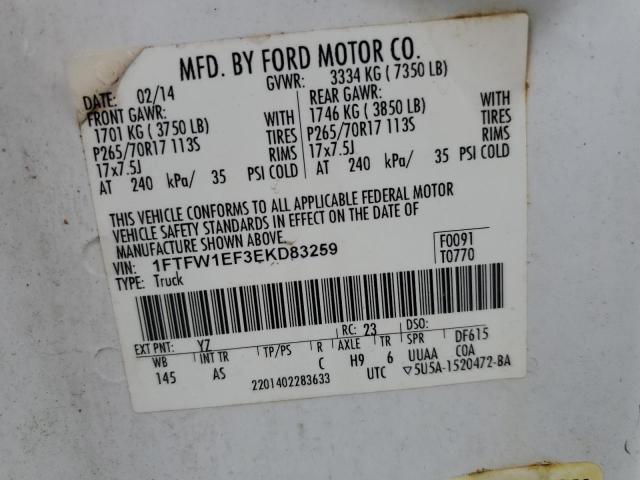 MFD. BY FORD MOTOR CO.
DATE: 02/14 GVWR: 3334 KG ( 7350 LB)
FRONT GAWR: REAR GAWR:
1701 KG ( 3750 LB) WITH 1746 KG ( 3850 LB) WITH
P265/70R17 113S TIRES P265/70R17 113S TIRES
17x7.5J RIMS 17x7.5J RIMS
AT 240 kPa/ 35 PSI COLD AT 240 kPa/ 35 PSI COLD
THIS VEHICLE CONFORMS TO ALL APPLICABLE FEDERAL MOTOR
VEHICLE SAFETY STANDARDS IN EFFECT ON THE DATE OF
MANUFACTURE SHOWN ABOVE.
VIN: 1FTFW1EF3EKD83259 F0091
TYPE: Truck T0770
EXT PNT: YZ RC: 23 DSO:
WB INT TR TP/PS R AXLE TR SPR DF615
145 AS C H9 6 UUAA COA
2201402283633 UTC ▽5U5A-1520472-BA